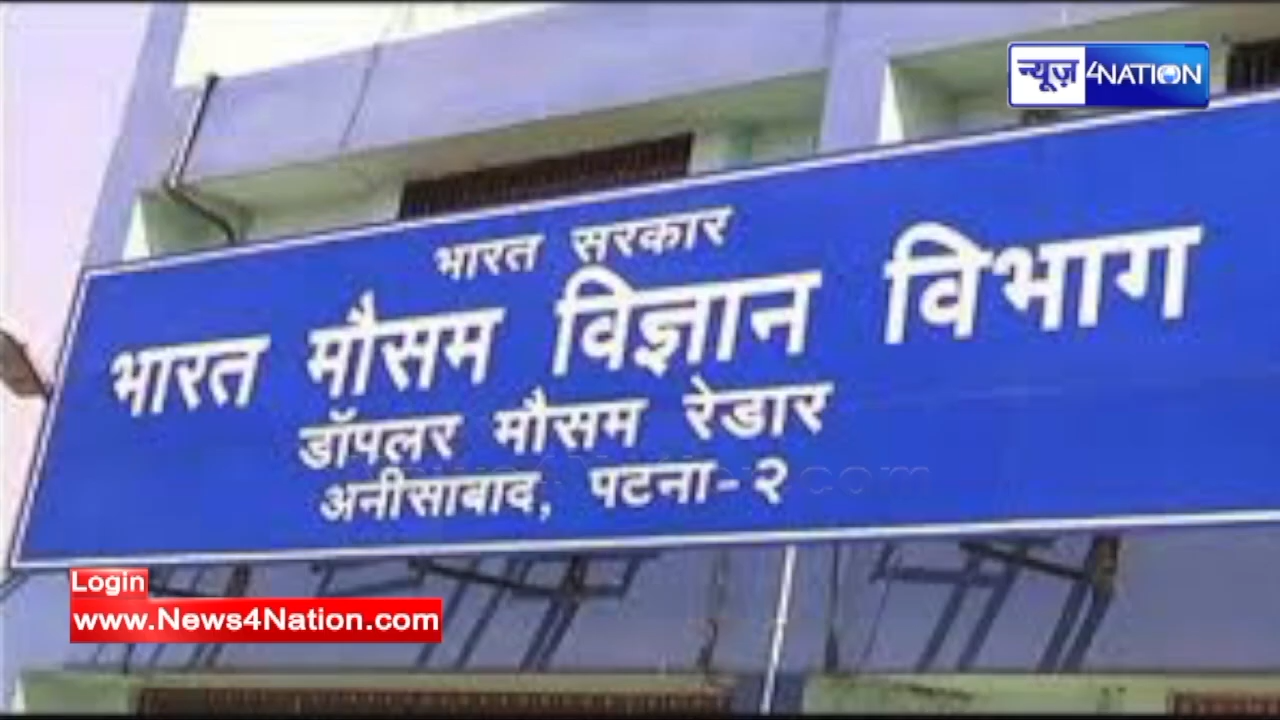 न्यूज़ 4NATION
भारत सरकार
भारत मौसम विज्ञान विभाग
डॉपलर मौसम रेडार
अनीसाबाद, पटना-२
Login
www.News4Nation.com